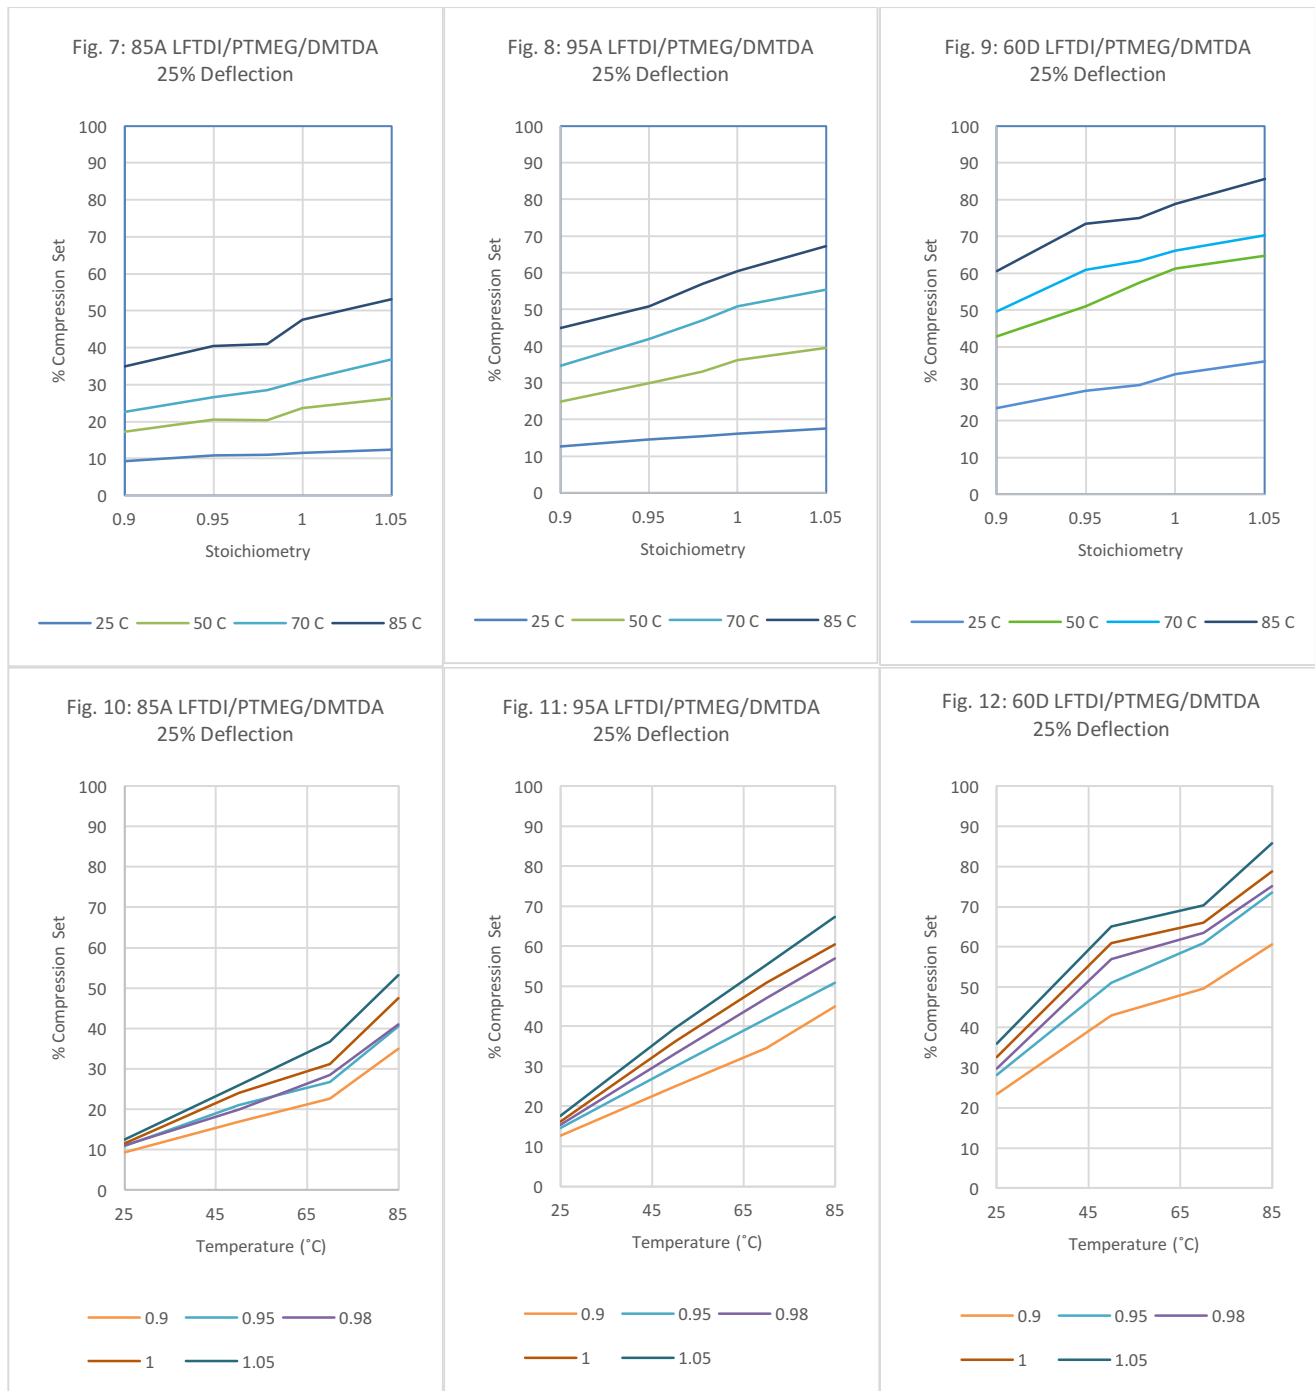 Fig. 7: 85A LFTDI/PTMEG/DMTDA
25% Deflection
100
90
80
70
60
50
40
30
20
10
0
% Compression Set
0.9 0.95 1 1.05
Stoichiometry
25 C 50 C 70 C 85 C
Fig. 8: 95A LFTDI/PTMEG/DMTDA
25% Deflection
100
90
80
70
60
50
40
30
20
10
0
% Compression Set
0.9 0.95 1 1.05
Stoichiometry
25 C 50 C 70 C 85 C
Fig. 9: 60D LFTDI/PTMEG/DMTDA
25% Deflection
100
90
80
70
60
50
40
30
20
10
0
% Compression Set
0.9 0.95 1 1.05
Stoichiometry
25 C 50 C 70 C 85 C
Fig. 10: 85A LFTDI/PTMEG/DMTDA
25% Deflection
100
90
80
70
60
50
40
30
20
10
0
% Compression Set
25 45 65 85
Temperature (˚C)
0.9 0.95 0.98
1 1.05
Fig. 11: 95A LFTDI/PTMEG/DMTDA
25% Deflection
100
90
80
70
60
50
40
30
20
10
0
% Compression Set
25 45 65 85
Temperature (˚C)
0.9 0.95 0.98
1 1.05
Fig. 12: 60D LFTDI/PTMEG/DMTDA
25% Deflection
100
90
80
70
60
50
40
30
20
10
0
% Compression Set
25 45 65 85
Temperature (˚C)
0.9 0.95 0.98
1 1.05